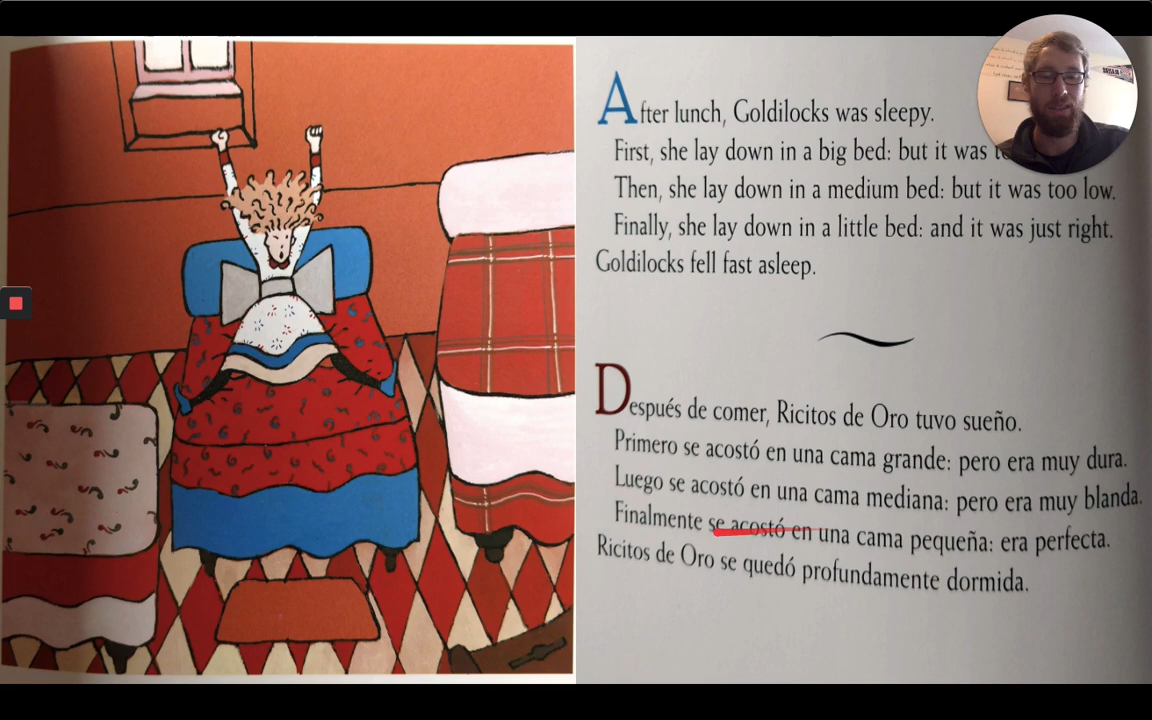 After lunch, Goldilocks was sleepy.
First, she lay down in a big bed: but it was
Then, she lay down in a medium bed: but it was too low.
Finally, she lay down in a little bed: and it was just right.
Goldilocks fell fast asleep.
Después de comer, Ricitos de Oro tuvo sueño.
Primero se acostó en una cama grande: pero era muy dura.
Luego se acostó en una cama mediana: pero era muy blanda.
Finalmente se acostó en una cama pequeña: era perfecta.
Ricitos de Oro se quedó profundamente dormida.